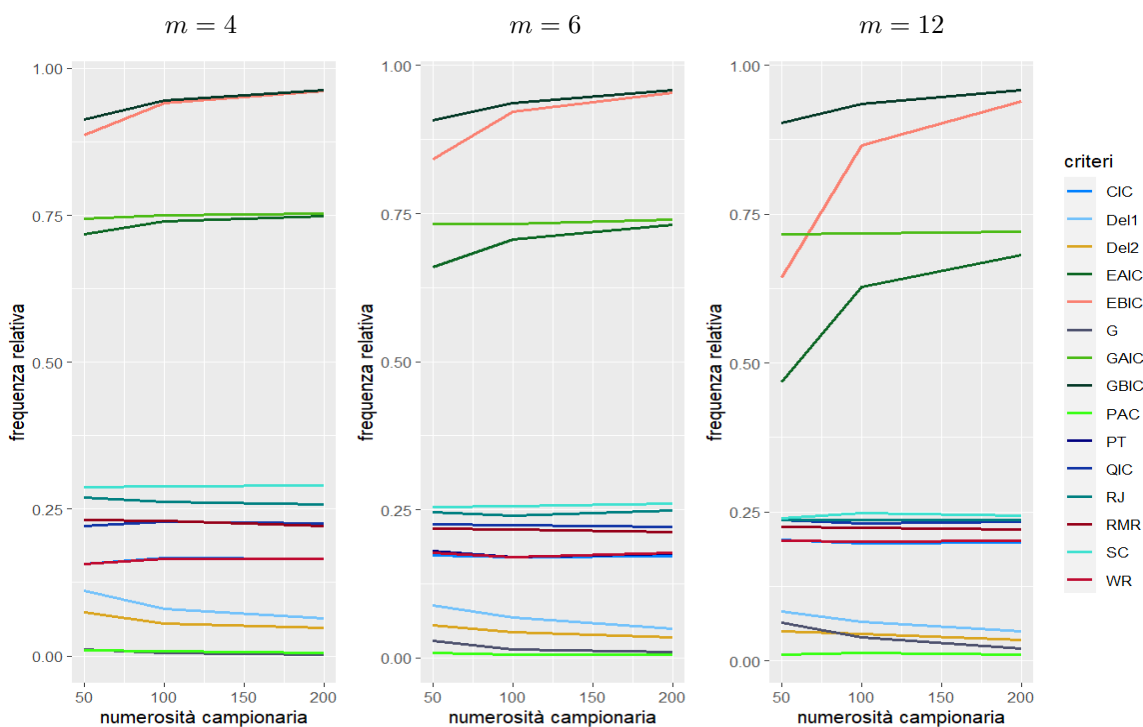 m = 4
m = 6
m = 12
frequenza relativa
1.00
0.75
0.50
0.25
0.00
50
100
150
200
numerosità campionaria
frequenza relativa
1.00
0.75
0.50
0.25
0.00
50
100
150
200
numerosità campionaria
frequenza relativa
1.00
0.75
0.50
0.25
0.00
50
100
150
200
numerosità campionaria
criteri
CIC
Del1
Del2
EAIC
EBIC
G
GAIC
GBIC
PAC
PT
QIC
RJ
RMR
SC
WR